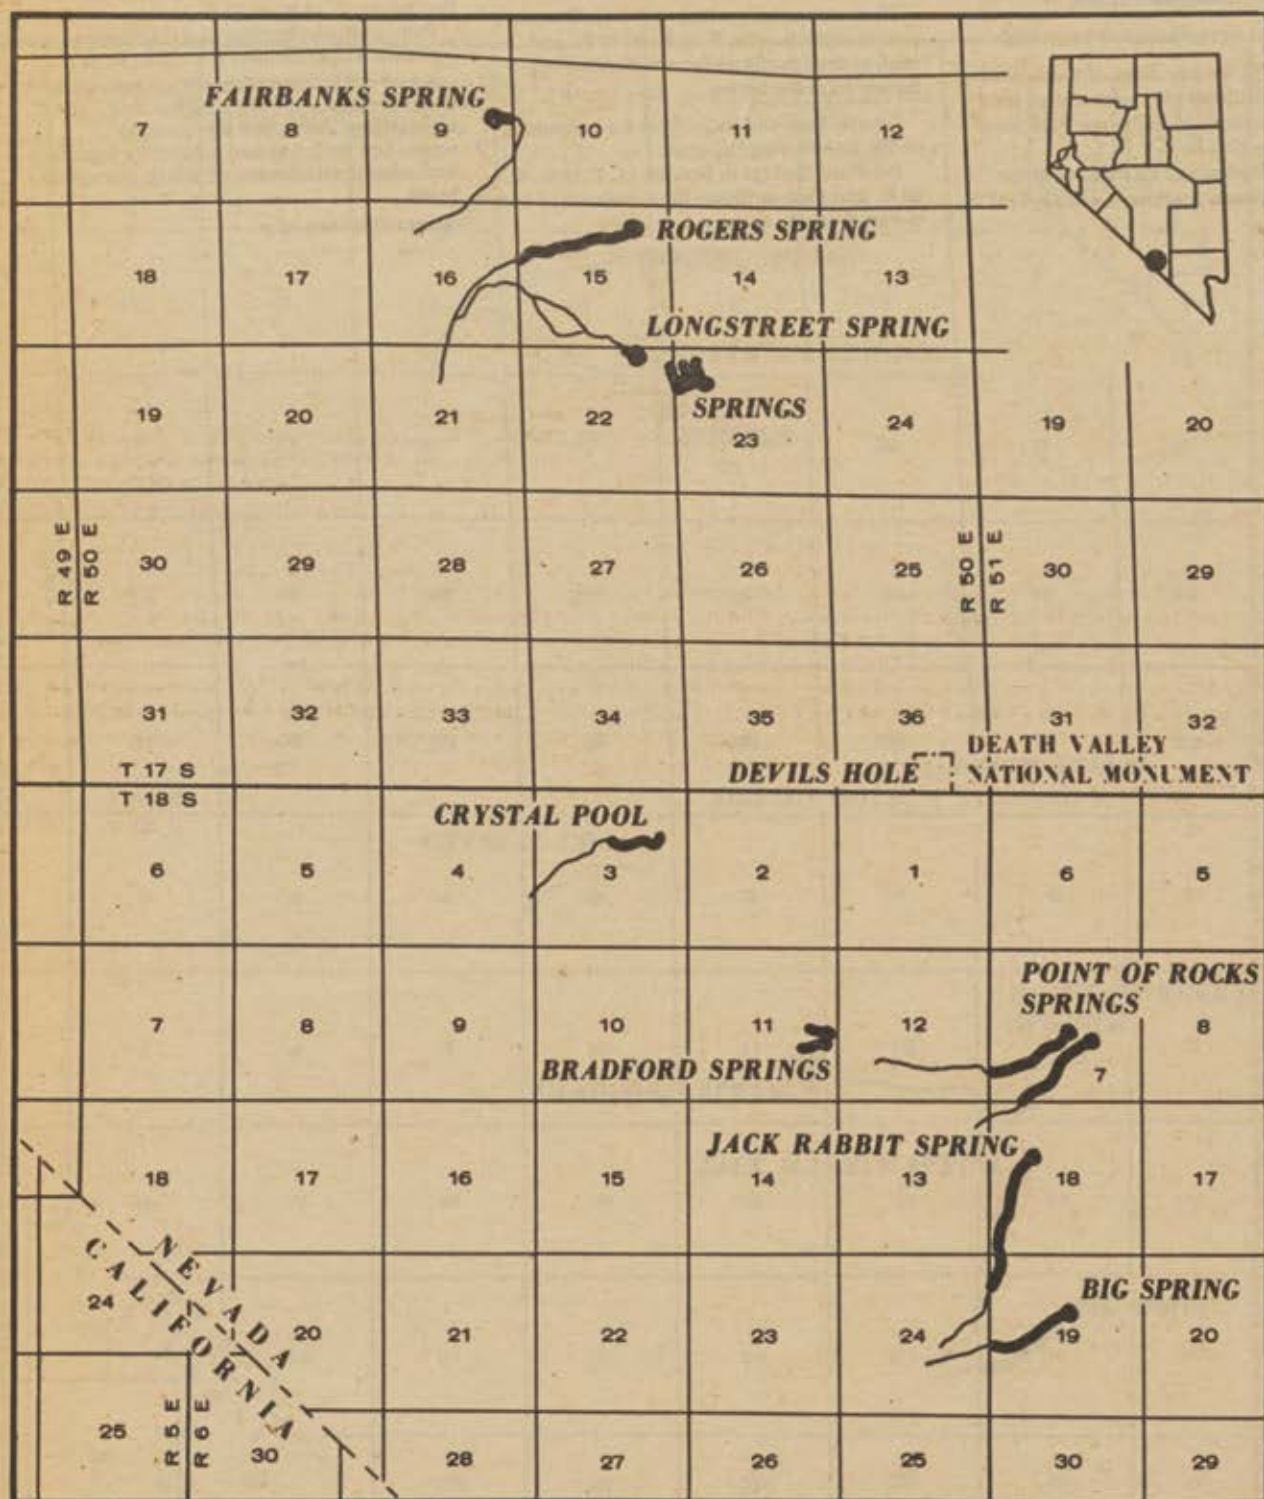 FAIRBANKS SPRING
7 8 9 10 11 12
ROGERS SPRING
18 17 16 15 14 13
LONGSTREET SPRING
SPRINGS
19 20 21 22 23 24 19 20
R 49 E
R 50 E
R 50 E
R 51 E
30 29 28 27 26 25 30 29
31 32 33 34 35 36 31 32
DEATH VALLEY
NATIONAL MONUMENT
DEVILS HOLE
T 17 S
T 18 S
CRYSTAL POOL
6 5 4 3 2 1 6 5
POINT OF ROCKS
SPRINGS
7 8 9 10 11 12 7 8
BRADFORD SPRINGS
JACK RABBIT SPRING
18 17 16 15 14 13 18 17
NEVADA
CALIFORNIA
BIG SPRING
24 20 21 22 23 24 19 20
R 5 E
R 6 E
25 30 28 27 26 25 30 29